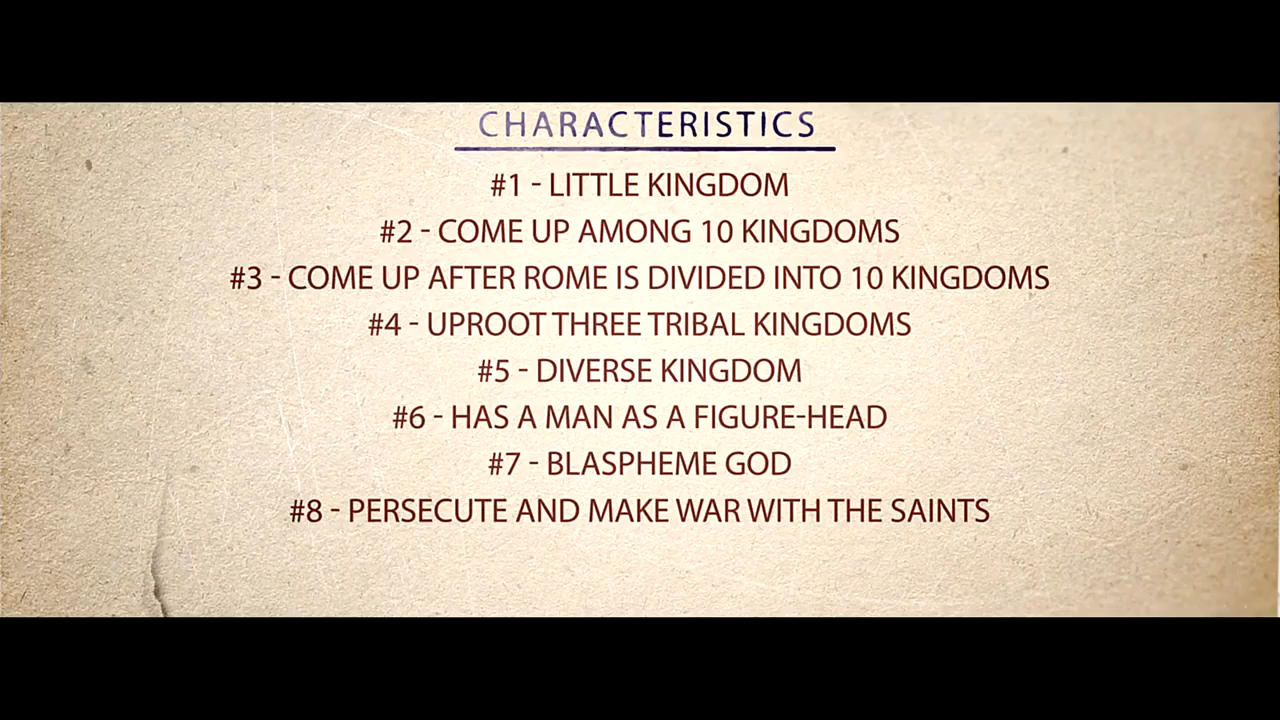 CHARACTERISTICS
#1 - LITTLE KINGDOM
#2 - COME UP AMONG 10 KINGDOMS
#3 - COME UP AFTER ROME IS DIVIDED INTO 10 KINGDOMS
#4 - UPROOT THREE TRIBAL KINGDOMS
#5 - DIVERSE KINGDOM
#6 - HAS A MAN AS A FIGURE-HEAD
#7 - BLASPHEME GOD
#8 - PERSECUTE AND MAKE WAR WITH THE SAINTS